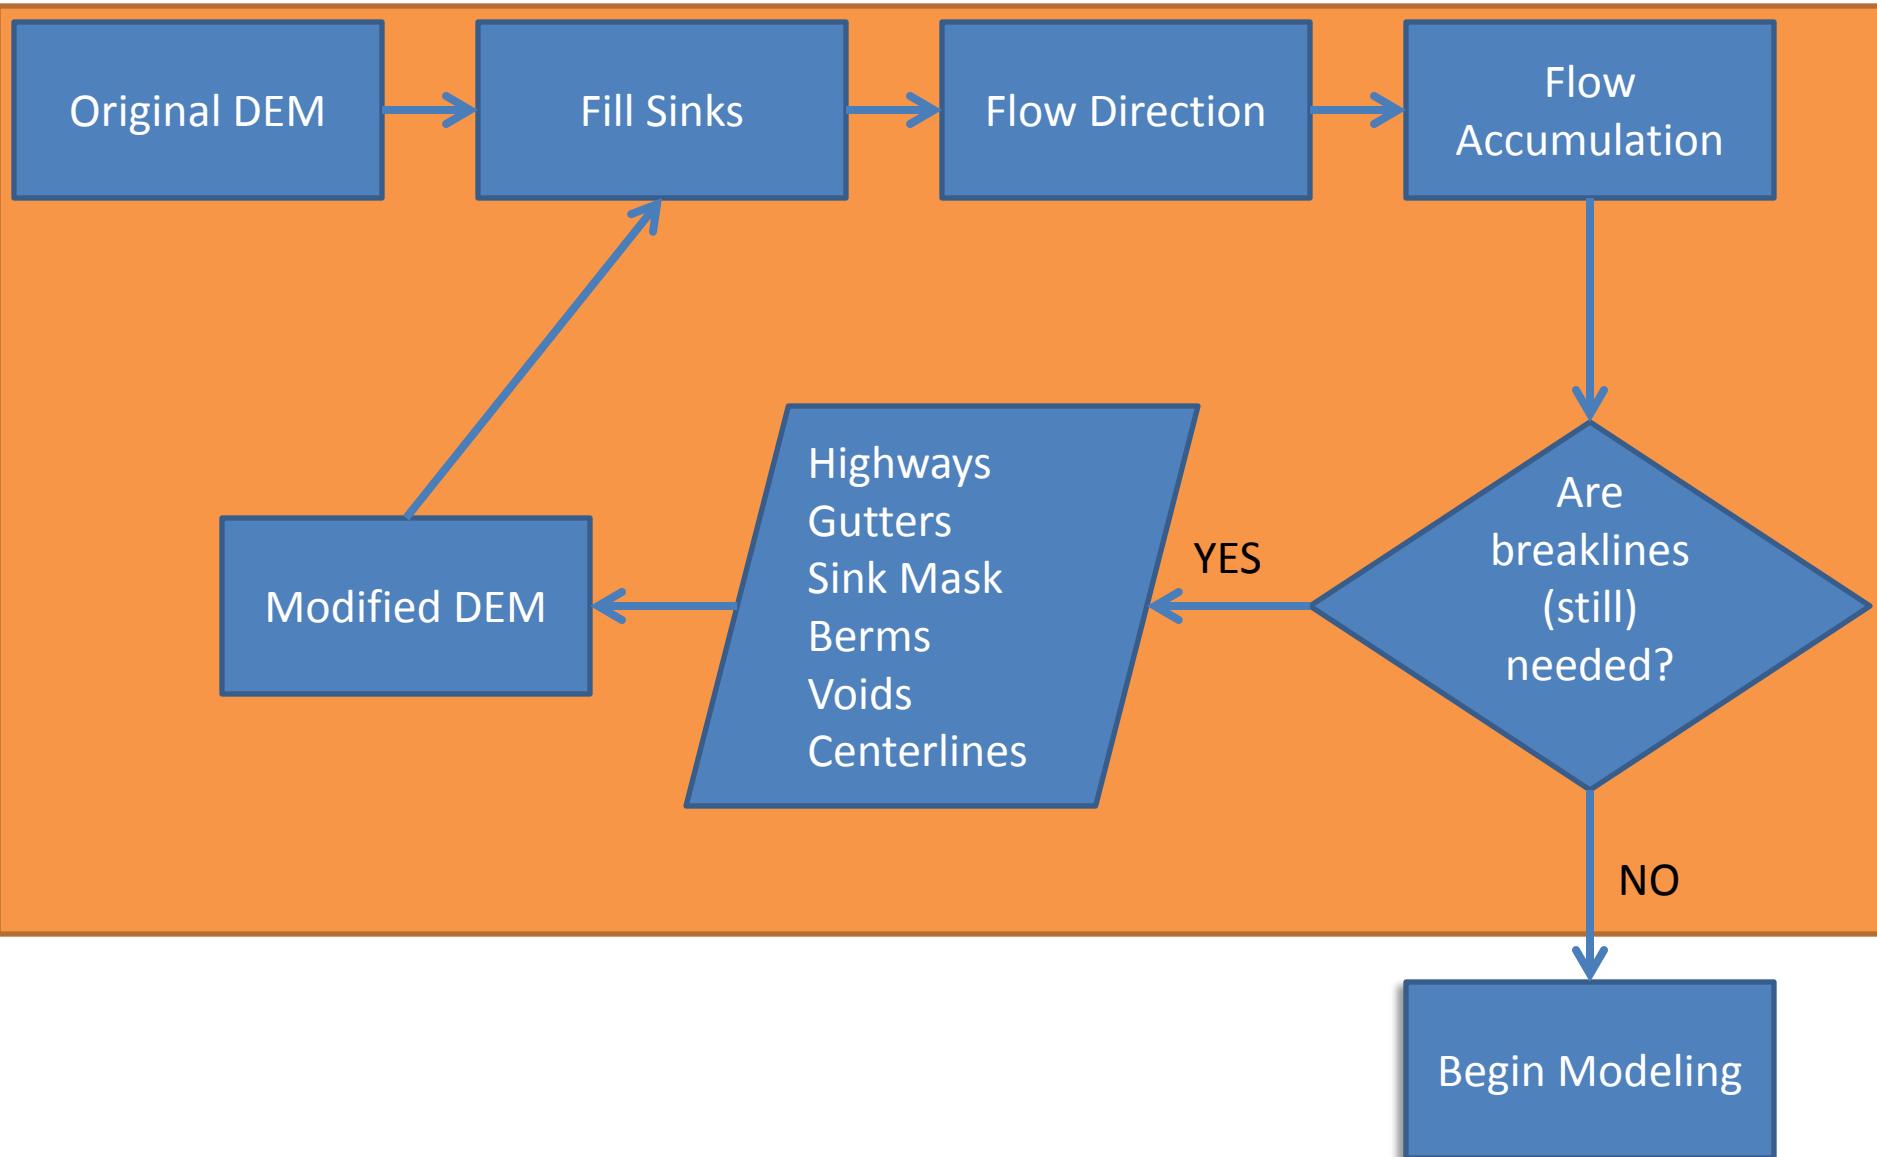 Original DEM
Fill Sinks
Flow Direction
Flow
Accumulation
Highways
Gutters
Sink Mask
Berms
Voids
Centerlines
Modified DEM
YES
Are
breaklines
(still)
needed?
NO
Begin Modeling